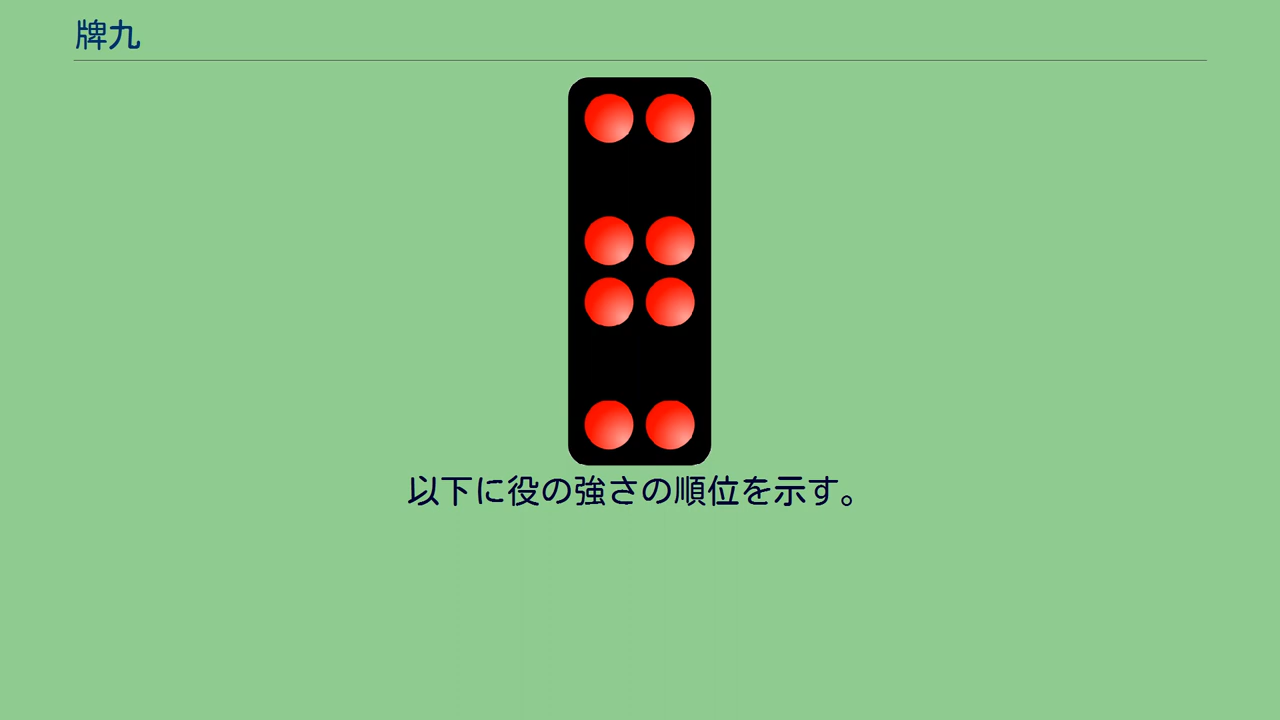 牌九
以下に役の強さの順位を示す。